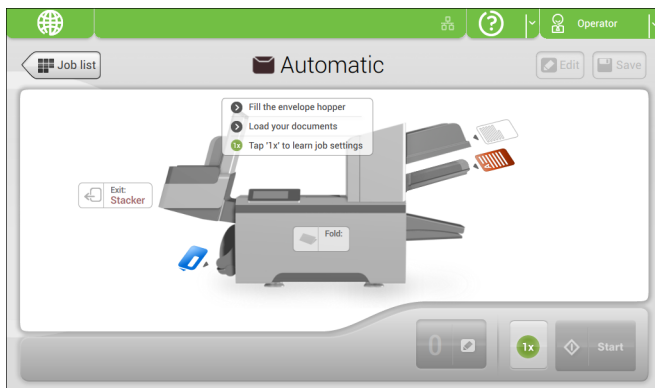 Operator
Job list
Automatic
Edit
Save
Fill the envelope hopper
Load your documents
1x Tap '1x' to learn job settings
Exit:
Stacker
Fold:
0
1x
Start